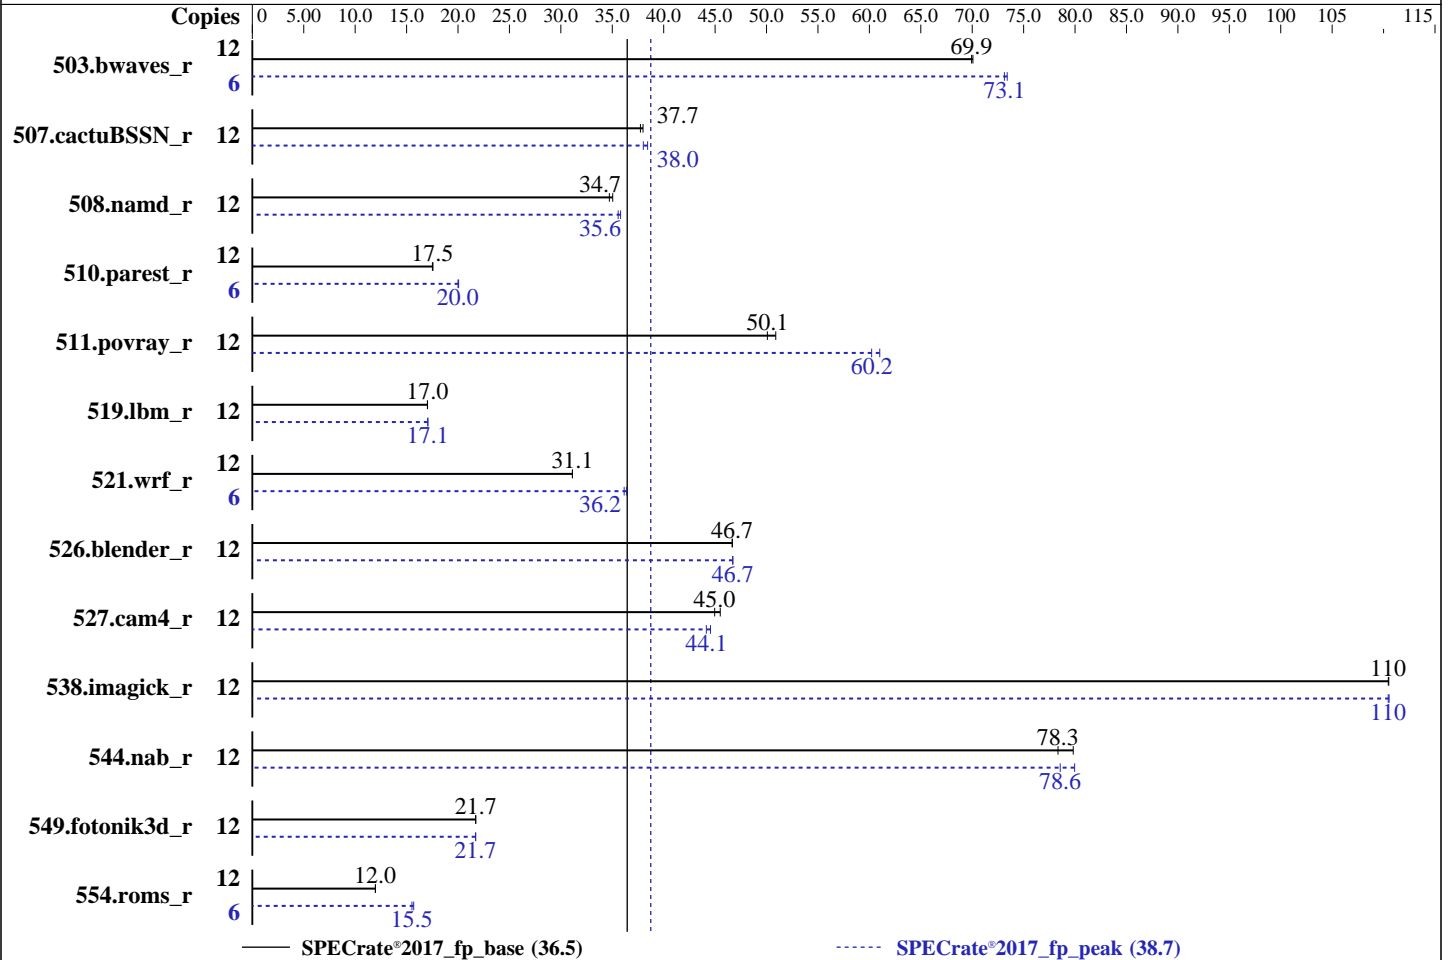 Copies 0 5.00 10.0 15.0 20.0 25.0 30.0 35.0 40.0 45.0 50.0 55.0 60.0 65.0 70.0 75.0 80.0 85.0 90.0 95.0 100 105 115
503.bwaves_r 12 69.9
6 73.1
507.cactuBSSN_r 12 37.7
38.0
508.namd_r 12 34.7
35.6
510.parest_r 12 17.5
6 20.0
511.povray_r 12 50.1
60.2
519.lbm_r 12 17.0
17.1
521.wrf_r 12 31.1
6 36.2
526.blender_r 12 46.7
46.7
527.cam4_r 12 45.0
44.1
538.imagick_r 12 110
110
544.nab_r 12 78.3
78.6
549.fotonik3d_r 12 21.7
21.7
554.roms_r 12 12.0
6 15.5
SPECrate®2017_fp_base (36.5) SPECrate®2017_fp_peak (38.7)